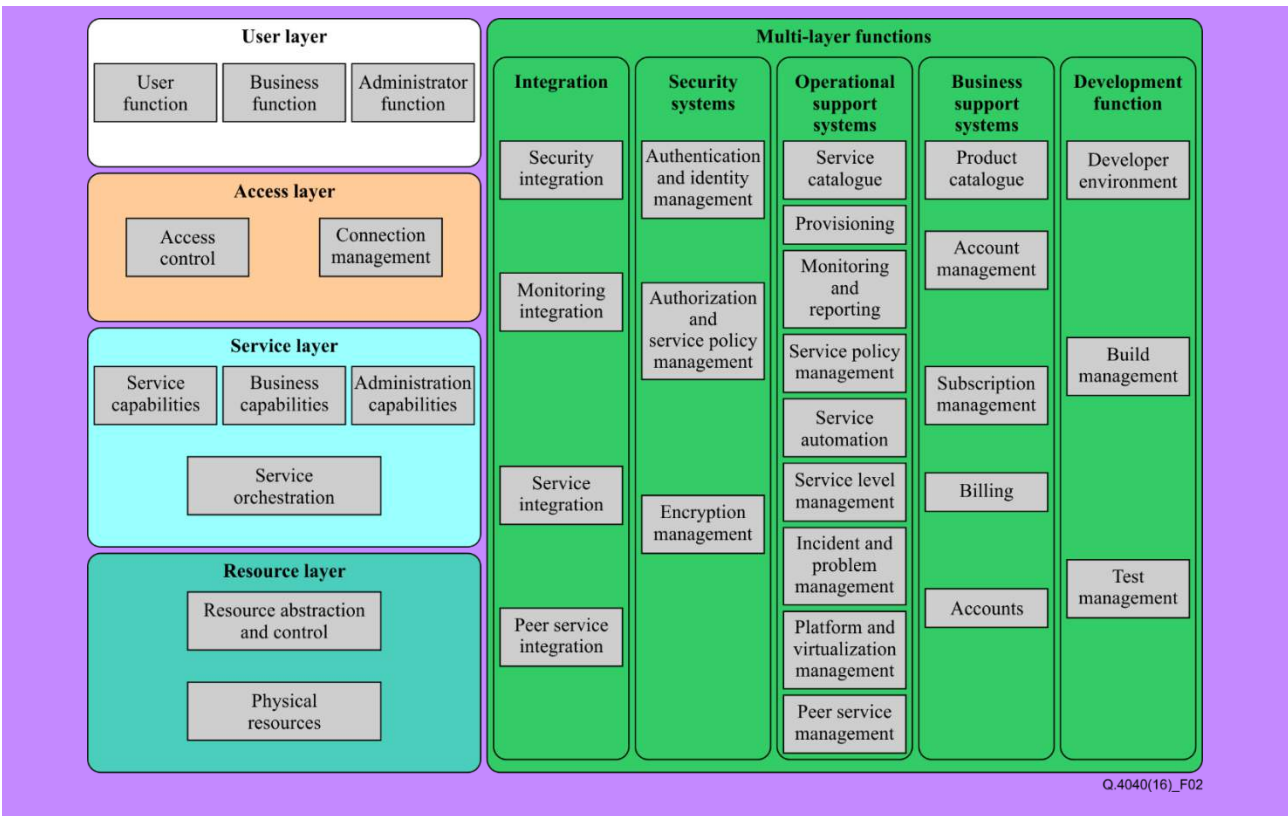 User layer
User
function
Business
function
Administrator
function
Access layer
Access
control
Connection
management
Service layer
Service
capabilities
Business
capabilities
Administration
capabilities
Service
orchestration
Resource layer
Resource abstraction
and control
Physical
resources
Multi-layer functions
Integration
Security
integration
Monitoring
integration
Service
integration
Peer service
integration
Security
systems
Authentication
and identity
management
Authorization
and
service policy
management
Encryption
management
Operational
support
systems
Service
catalogue
Provisioning
Monitoring
and
reporting
Service policy
management
Service
automation
Service level
management
Incident and
problem
management
Platform and
virtualization
management
Peer service
management
Business
support
systems
Product
catalogue
Account
management
Subscription
management
Billing
Accounts
Development
function
Developer
environment
Build
management
Test
management
Q.4040(16)_F02